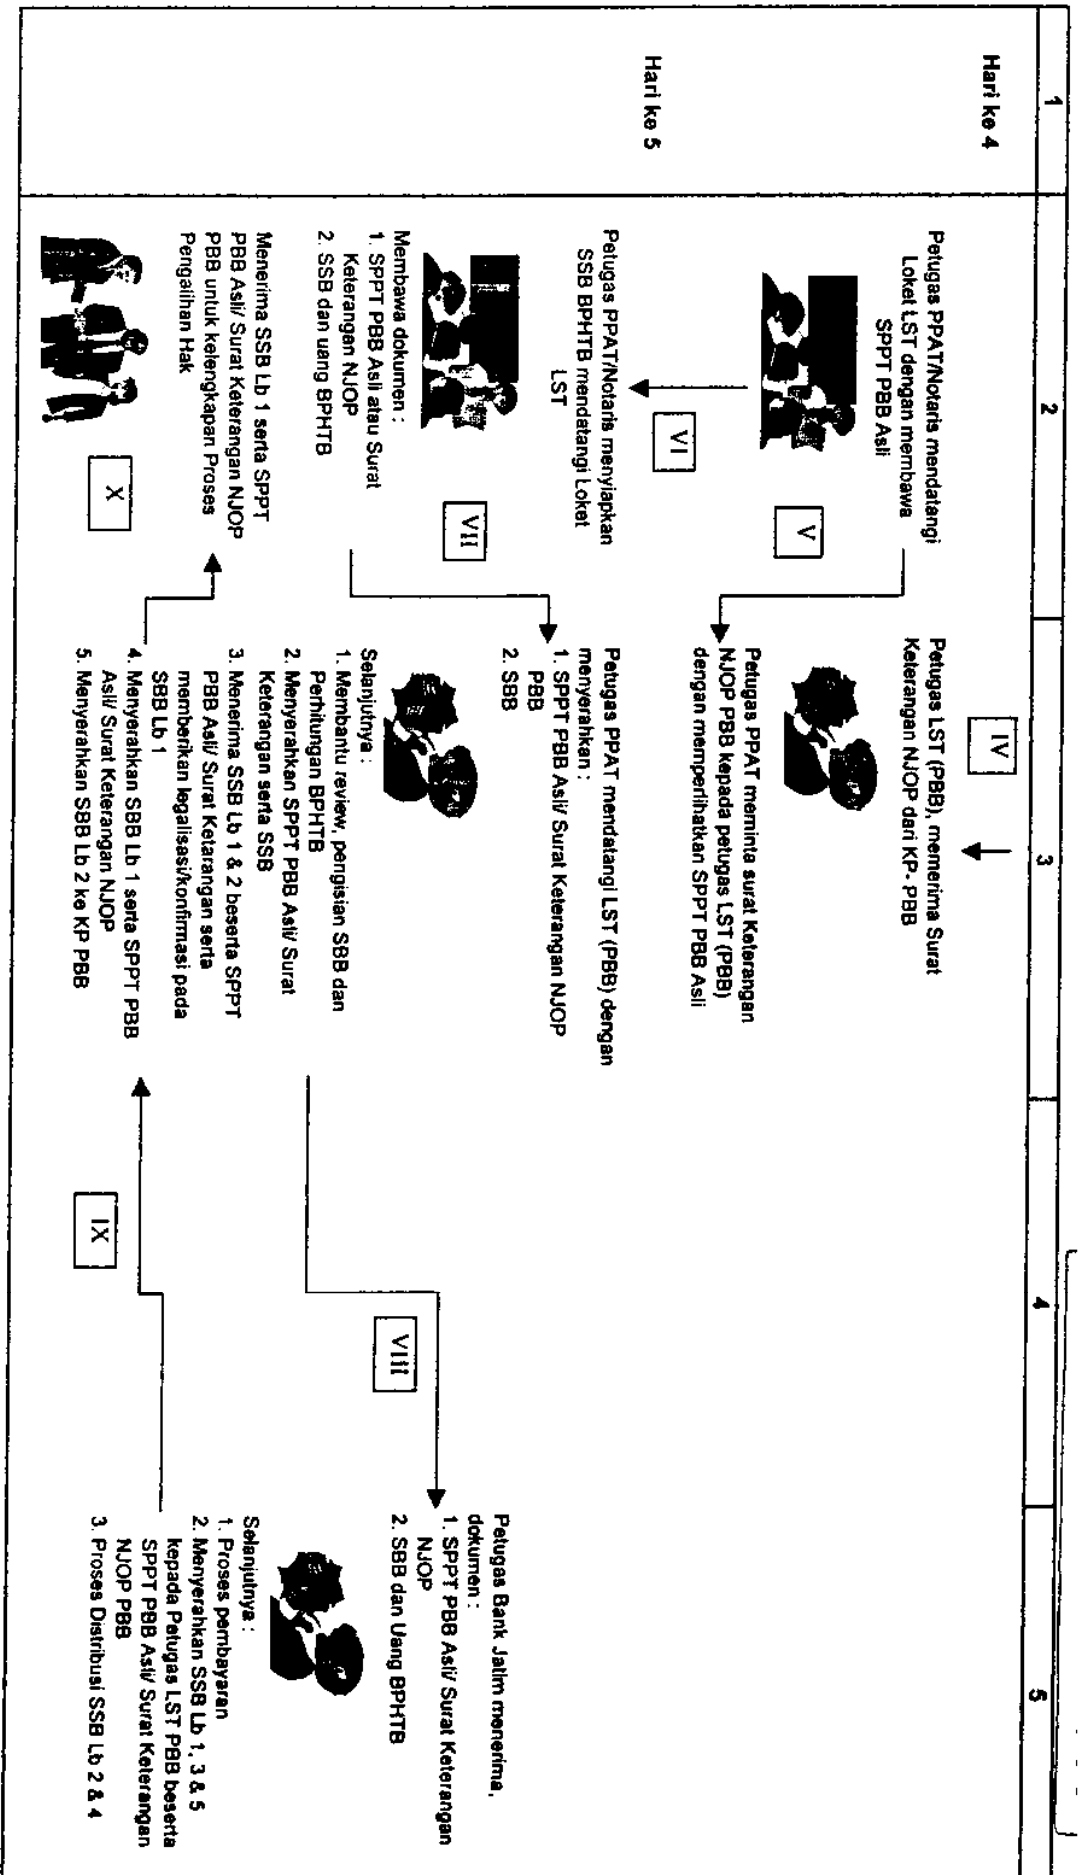 1
2
3
4
5
Hari ke 4
Petugas PPAT/Notaris mendatangi
Loket LST dengan membawa
SPPT PBB Asli
V
VI
IV
Petugas LST (PBB), memerima Surat
Keterangan NJOP dari KP- PBB
Petugas PPAT meminta surat Keterangan
NJOP PBB kepada petugas LST (PBB)
dengan memperlihatkan SPPT PBB Asli
Hari ke 5
Petugas PPAT/Notaris menyiapkan
SSB BPHTB mendatangi Loket
LST
VII
Membawa dokumen :
1. SPPT PBB Asli atau Surat
Keterangan NJOP
2. SSB dan uang BPHTB
Menerima SSB Lb 1 serta SPPT
PBB Asli/ Surat Keterangan NJOP
PBB untuk kelengkapan Proses
Pengalihan Hak
X
Petugas PPAT mendatangi LST (PBB) dengan
menyerahkan :
1. SPPT PBB Asli/ Surat Keterangan NJOP
PBB
2. SBB
Selanjutnya :
1. Membantu review, pengisian SBB dan
Perhitungan BPHTB
2. Menyerahkan SPPT PBB Asli/ Surat
Keterangan serta SSB
3. Menerima SSB Lb 1 & 2 beserta SPPT
PBB Asli/ Surat Ketarangan serta
memberikan legalisasi/konfirmasi pada
SBB Lb 1
4. Menyerahkan SBB Lb 1 serta SPPT PBB
Asli/ Surat Keterangan NJOP
5. Menyerahkan SBB Lb 2 ke KP PBB
VIII
IX
Petugas Bank Jatim menerima,
dokumen :
1. SPPT PBB Asli/ Surat Keterangan
NJOP
2. SBB dan Uang BPHTB
Selanjutnya :
1. Proses pembayaran
2. Menyerahkan SSB Lb 1, 3 & 5
kepada Petugas LST PBB beserta
SPPT PBB Asli/ Surat Keterangan
NJOP PBB
3. Proses Distribusi SSB Lb 2 & 4